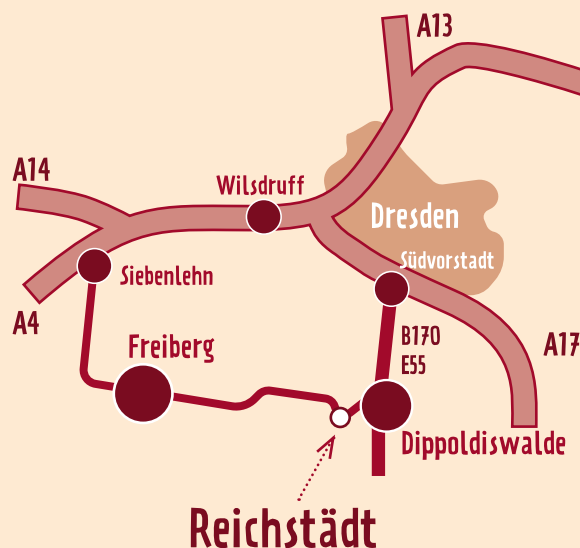 A13
A14
Wilsdruff
Dresden
Südvorstadt
Siebenlehn
A4
B170
E55
A17
Freiberg
Dippoldiswalde
Reichstädt